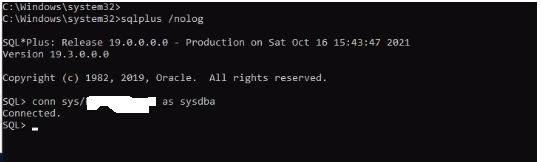 C:\Windows\system32>
C:\Windows\system32>sqlplus /nolog
SQL*Plus: Release 19.0.0.0.0 - Production on Sat Oct 16 15:43:47 2021
Version 19.3.0.0.0
Copyright (c) 1982, 2019, Oracle.  All rights reserved.
SQL> conn sys/ as sysdba
Connected.
SQL>